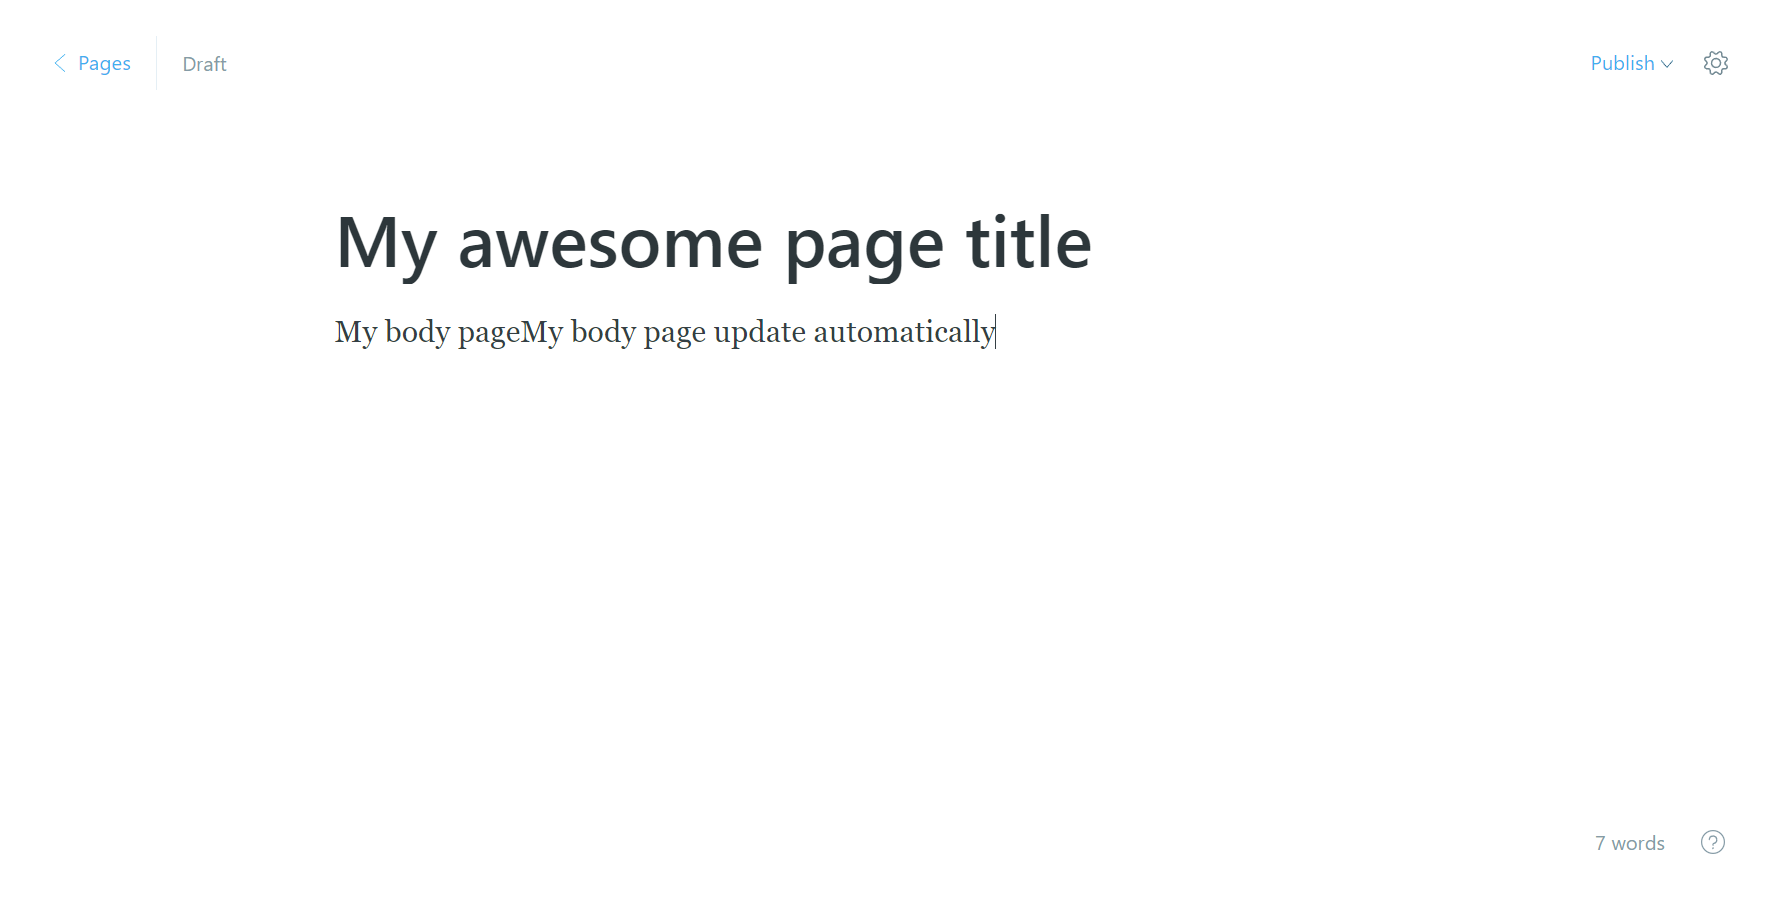 Pages
Draft
Publish
My awesome page title
My body pageMy body page update automatically
7 words
?